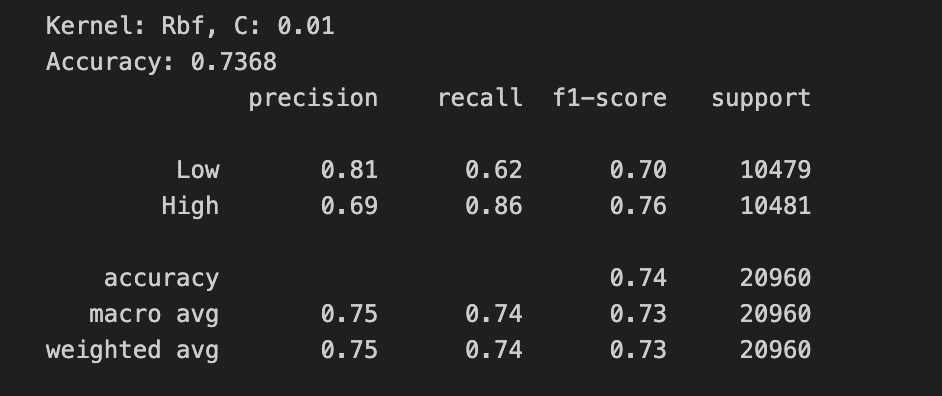 Kernel: Rbf, C: 0.01
Accuracy: 0.7368
precision recall f1-score support
Low 0.81 0.62 0.70 10479
High 0.69 0.86 0.76 10481
accuracy 0.74 20960
macro avg 0.75 0.74 0.73 20960
weighted avg 0.75 0.74 0.73 20960